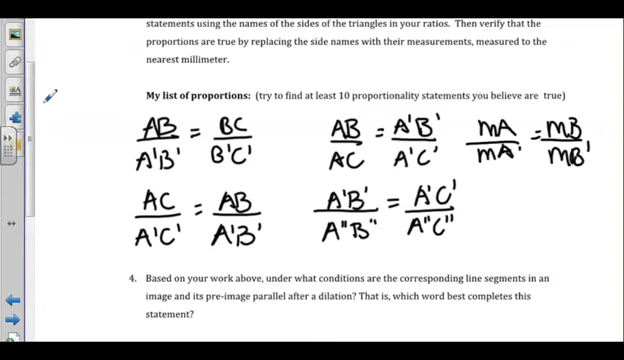 statements using the names of the sides of the triangles in your ratios. Then verify that the
proportions are true by replacing the side names with their measurements, measured to the
nearest millimeter.
My list of proportions: (try to find at least 10 proportionality statements you believe are true)
AB/A'B' = BC/B'C' AB/AC = A'B'/A'C' mA/mA' = mB/mB'
AC/A'C' = AB/A'B' A'B'/A"B" = A'C'/A"C"
4. Based on your work above, under what conditions are the corresponding line segments in an
image and its pre-image parallel after a dilation? That is, which word best completes this
statement?